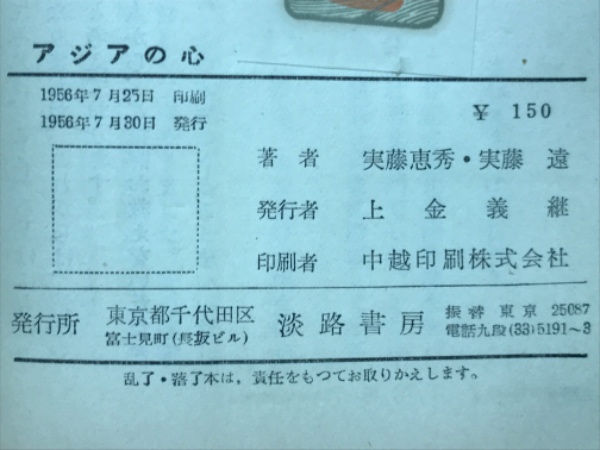 アジアの心
1956年7月25日 印刷
1956年7月30日 発行
¥ 150
著者 実藤恵秀・実藤 遠
発行者 上金義継
印刷者 中越印刷株式会社
発行所 東京都千代田区 富士見町(長坂ビル) 淡路書房 振替 東京 25087 電話九段(33)5191～3
乱丁・落丁本は，責任をもつてお取りかえします。